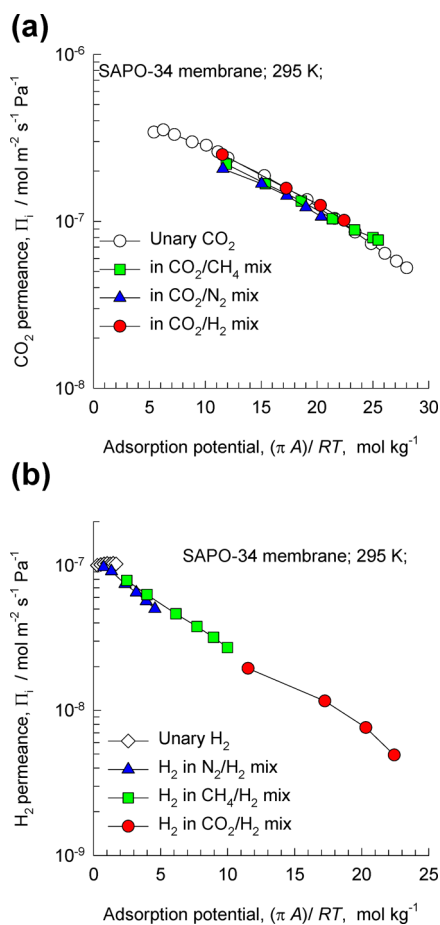 (a)
10⁻⁶
SAPO-34 membrane; 295 K;
10⁻⁷
Unary CO₂
in CO₂/CH₄ mix
in CO₂/N₂ mix
in CO₂/H₂ mix
10⁻⁸
CO₂ permeance, Πᵢ / mol m⁻² s⁻¹ Pa⁻¹
0 5 10 15 20 25 30
Adsorption potential, (π A)/ RT, mol kg⁻¹
(b)
SAPO-34 membrane; 295 K;
10⁻⁷
10⁻⁸
Unary H₂
H₂ in N₂/H₂ mix
H₂ in CH₄/H₂ mix
H₂ in CO₂/H₂ mix
10⁻⁹
H₂ permeance, Πᵢ / mol m⁻² s⁻¹ Pa⁻¹
0 5 10 15 20 25
Adsorption potential, (π A)/ RT, mol kg⁻¹